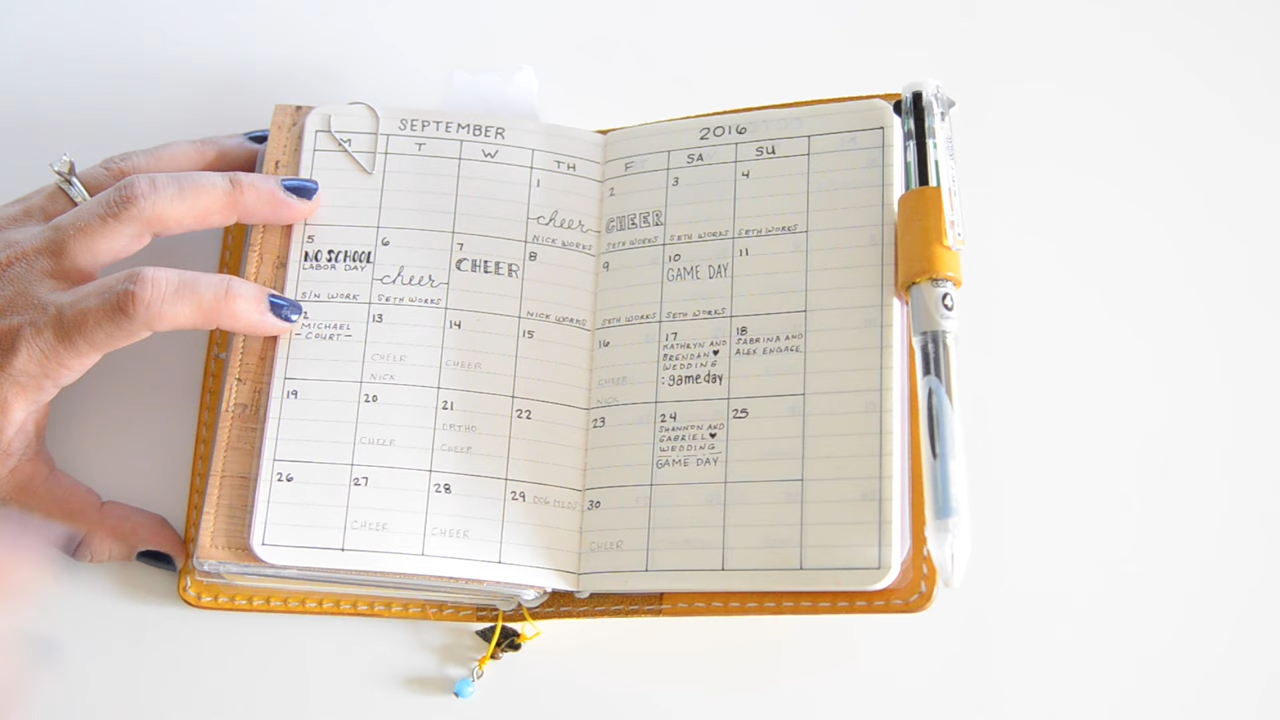 SEPTEMBER
2016
M T W TH F SA SU
1
cheer
NICK WORKS
2
CHEER
SETH WORKS
3
SETH WORKS
4
SETH WORKS
5
NO SCHOOL
LABOR DAY
S/N WORK
6
cheer
SETH WORKS
7
CHEER
8
NICK WORKS
9
SETH WORKS
10
GAME DAY
SETH WORKS
11
2
MICHAEL
-COURT-
13
CHEER
NICK
14
CHEER
15
16
CHEER
NICK
17
KATHRYN AND
BRENDAN♥
WEDDING
:gameday
18
SABRINA AND
ALEX ENGAGE.
19
20
CHEER
21
ORTHO
CHEER
22
23
24
SHANNON AND
GABRIEL♥
WEDDING
GAME DAY
25
26
27
CHEER
28
CHEER
29 DOG MEDS
30
CHEER
4